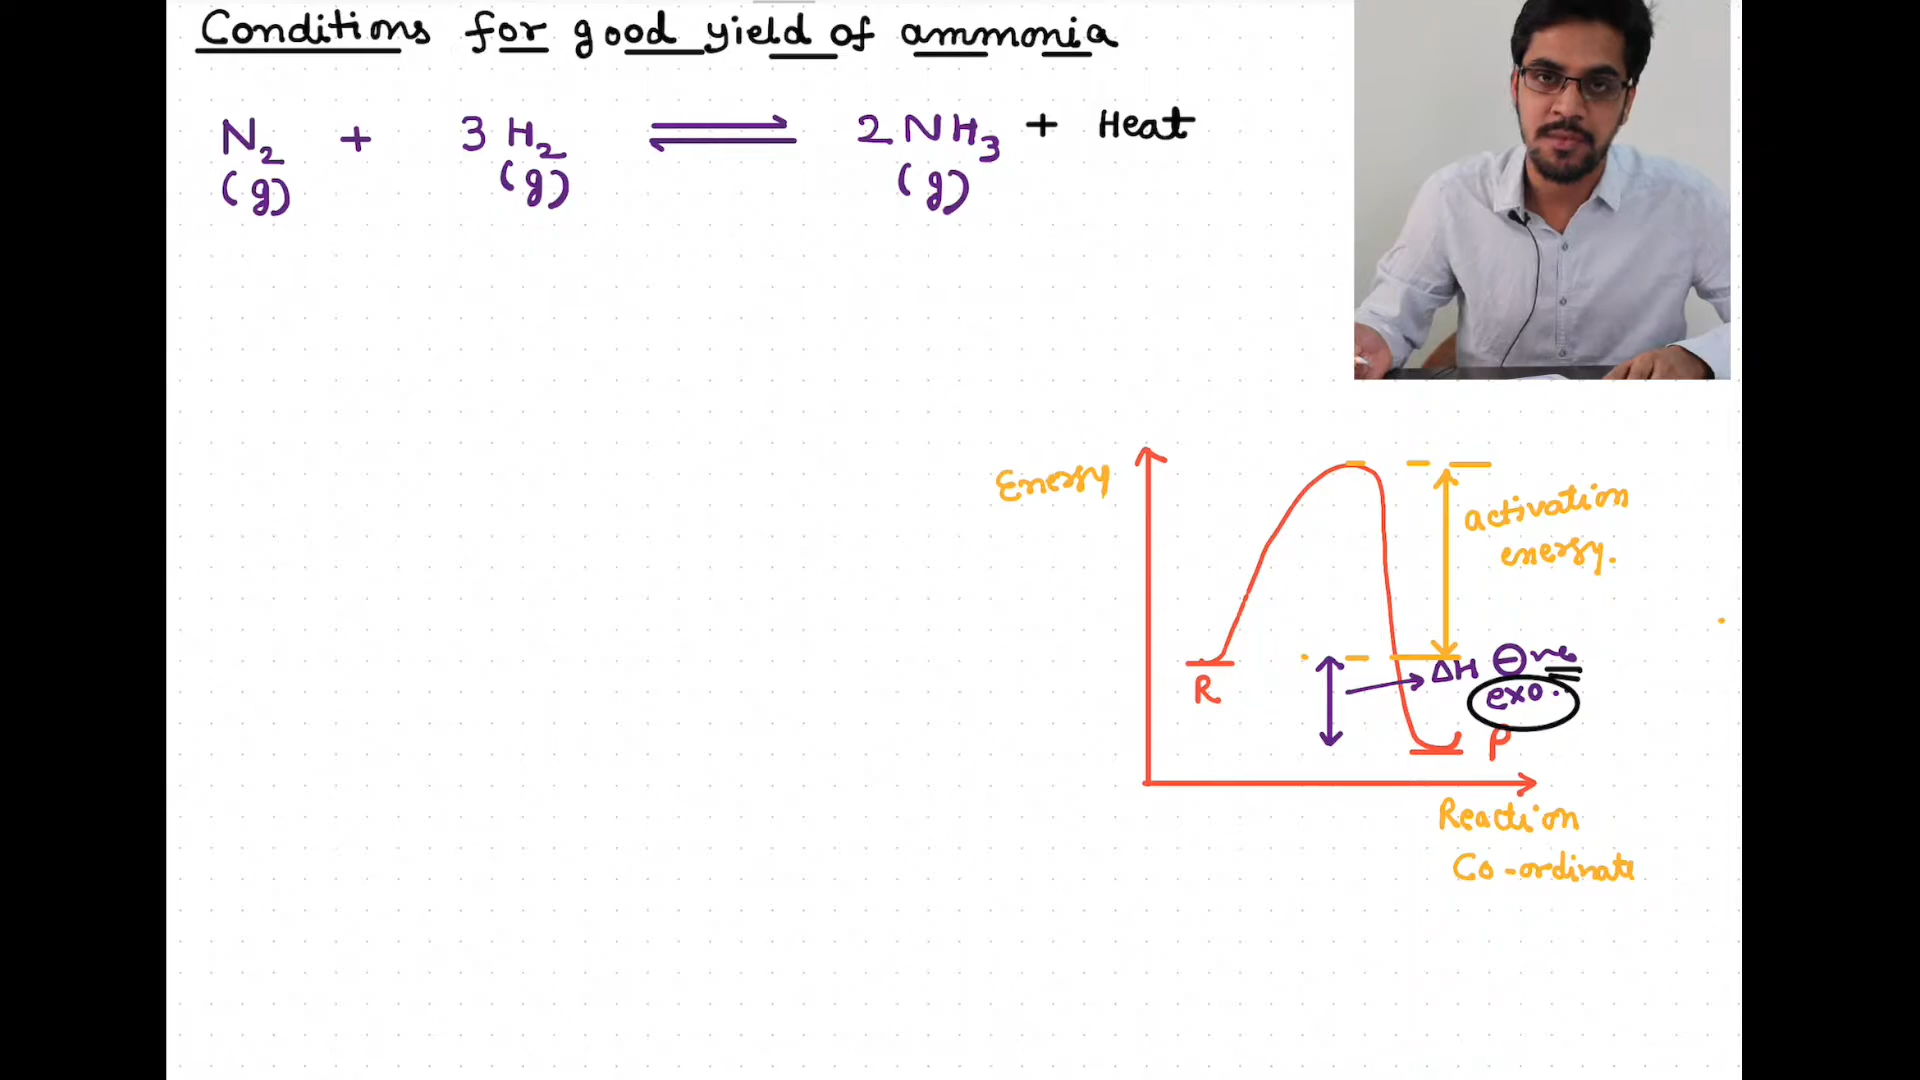 Conditions for good yield of ammonia
N₂ + 3 H₂ ⇌ 2 NH₃ + Heat
(g) (g) (g)
Energy
activation
energy.
ΔH ⊖ve
exo.
R
P
Reaction
Co-ordinate